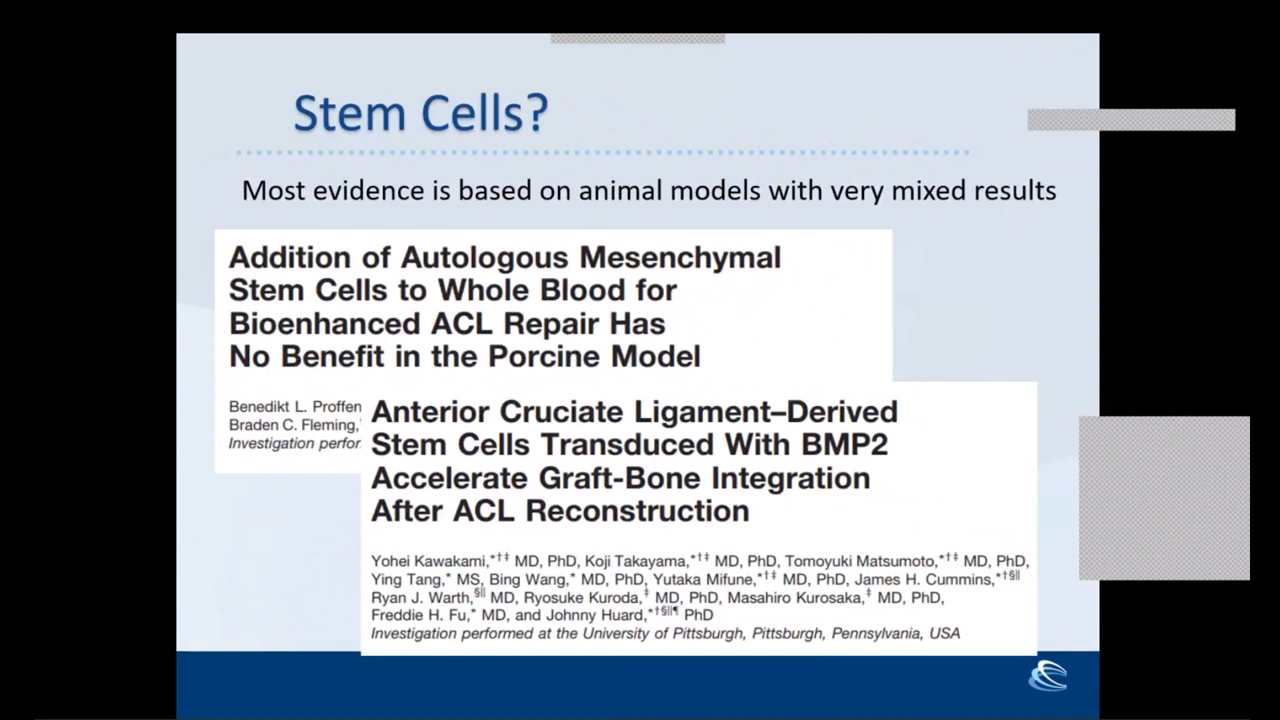 Stem Cells?
Most evidence is based on animal models with very mixed results
Addition of Autologous Mesenchymal
Stem Cells to Whole Blood for
Bioenhanced ACL Repair Has
No Benefit in the Porcine Model
Benedikt L. Proffen
Braden C. Fleming,
Investigation perfor
Anterior Cruciate Ligament–Derived
Stem Cells Transduced With BMP2
Accelerate Graft-Bone Integration
After ACL Reconstruction
Yohei Kawakami,*†‡ MD, PhD, Koji Takayama,*†‡ MD, PhD, Tomoyuki Matsumoto,*†‡ MD, PhD,
Ying Tang,* MS, Bing Wang,* MD, PhD, Yutaka Mifune,*†‡ MD, PhD, James H. Cummins,*†§||
Ryan J. Warth,§|| MD, Ryosuke Kuroda,‡ MD, PhD, Masahiro Kurosaka,‡ MD, PhD,
Freddie H. Fu,* MD, and Johnny Huard,*†§||¶ PhD
Investigation performed at the University of Pittsburgh, Pittsburgh, Pennsylvania, USA